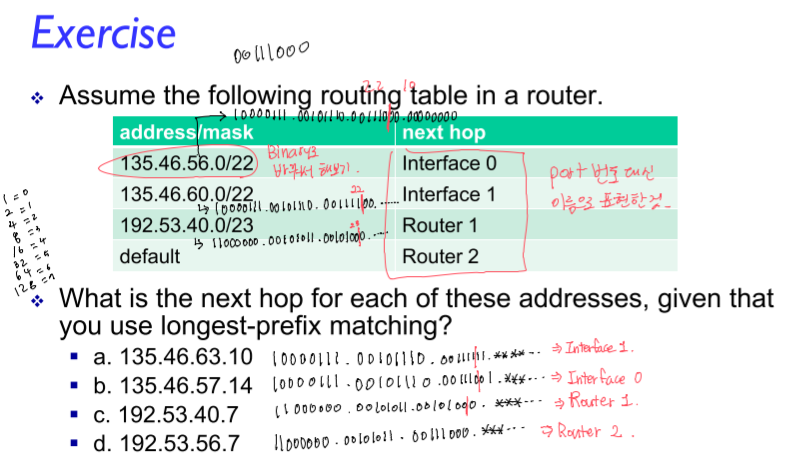 Exercise
00111000
❖ Assume the following routing table in a router.
22 10
10000111.00101110.00111000.00000000
address/mask next hop
135.46.56.0/22 Binary로 바꿔서 해보기. Interface 0
135.46.60.0/22 Interface 1
22
↳ 10000111.00101110.00111100.……
192.53.40.0/23 Router 1
23
↳ 11000000.00101011.00101000.…
default Router 2
port 번호 대신
이름으로 표현한 것.
1=0
2=1
4=2
8=3
16=4
32=5
64=6
128=7
❖ What is the next hop for each of these addresses, given that
you use longest-prefix matching?
▪ a. 135.46.63.10 10000111.00101110.00111111.****… ⇒ Interface 1.
▪ b. 135.46.57.14 10000111.00101110.00111001.***… ⇒ Interface 0
▪ c. 192.53.40.7 11000000.00101011.00101000.***… ⇒ Router 1.
▪ d. 192.53.56.7 11000000.00101011.00111000.***… ⇒ Router 2.